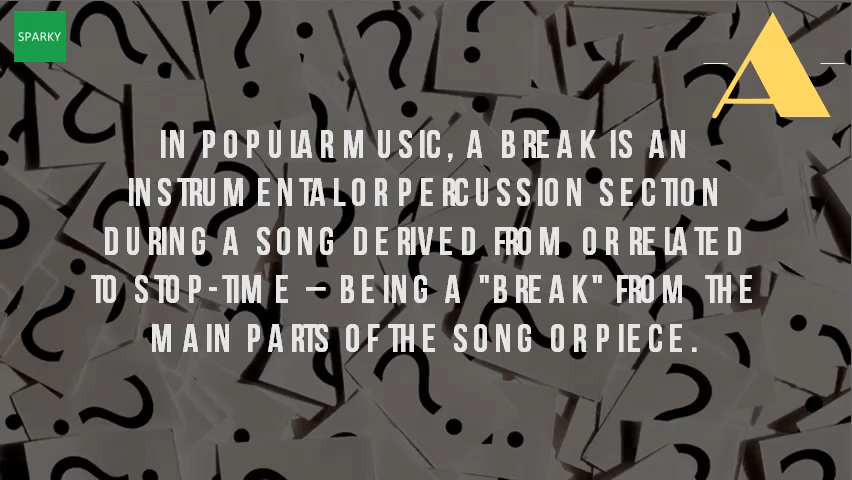 SPARKY
A
IN POPULAR MUSIC, A BREAK IS AN
INSTRUMENTAL OR PERCUSSION SECTION
DURING A SONG DERIVED FROM OR RELATED
TO STOP-TIME – BEING A "BREAK" FROM THE
MAIN PARTS OF THE SONG OR PIECE.